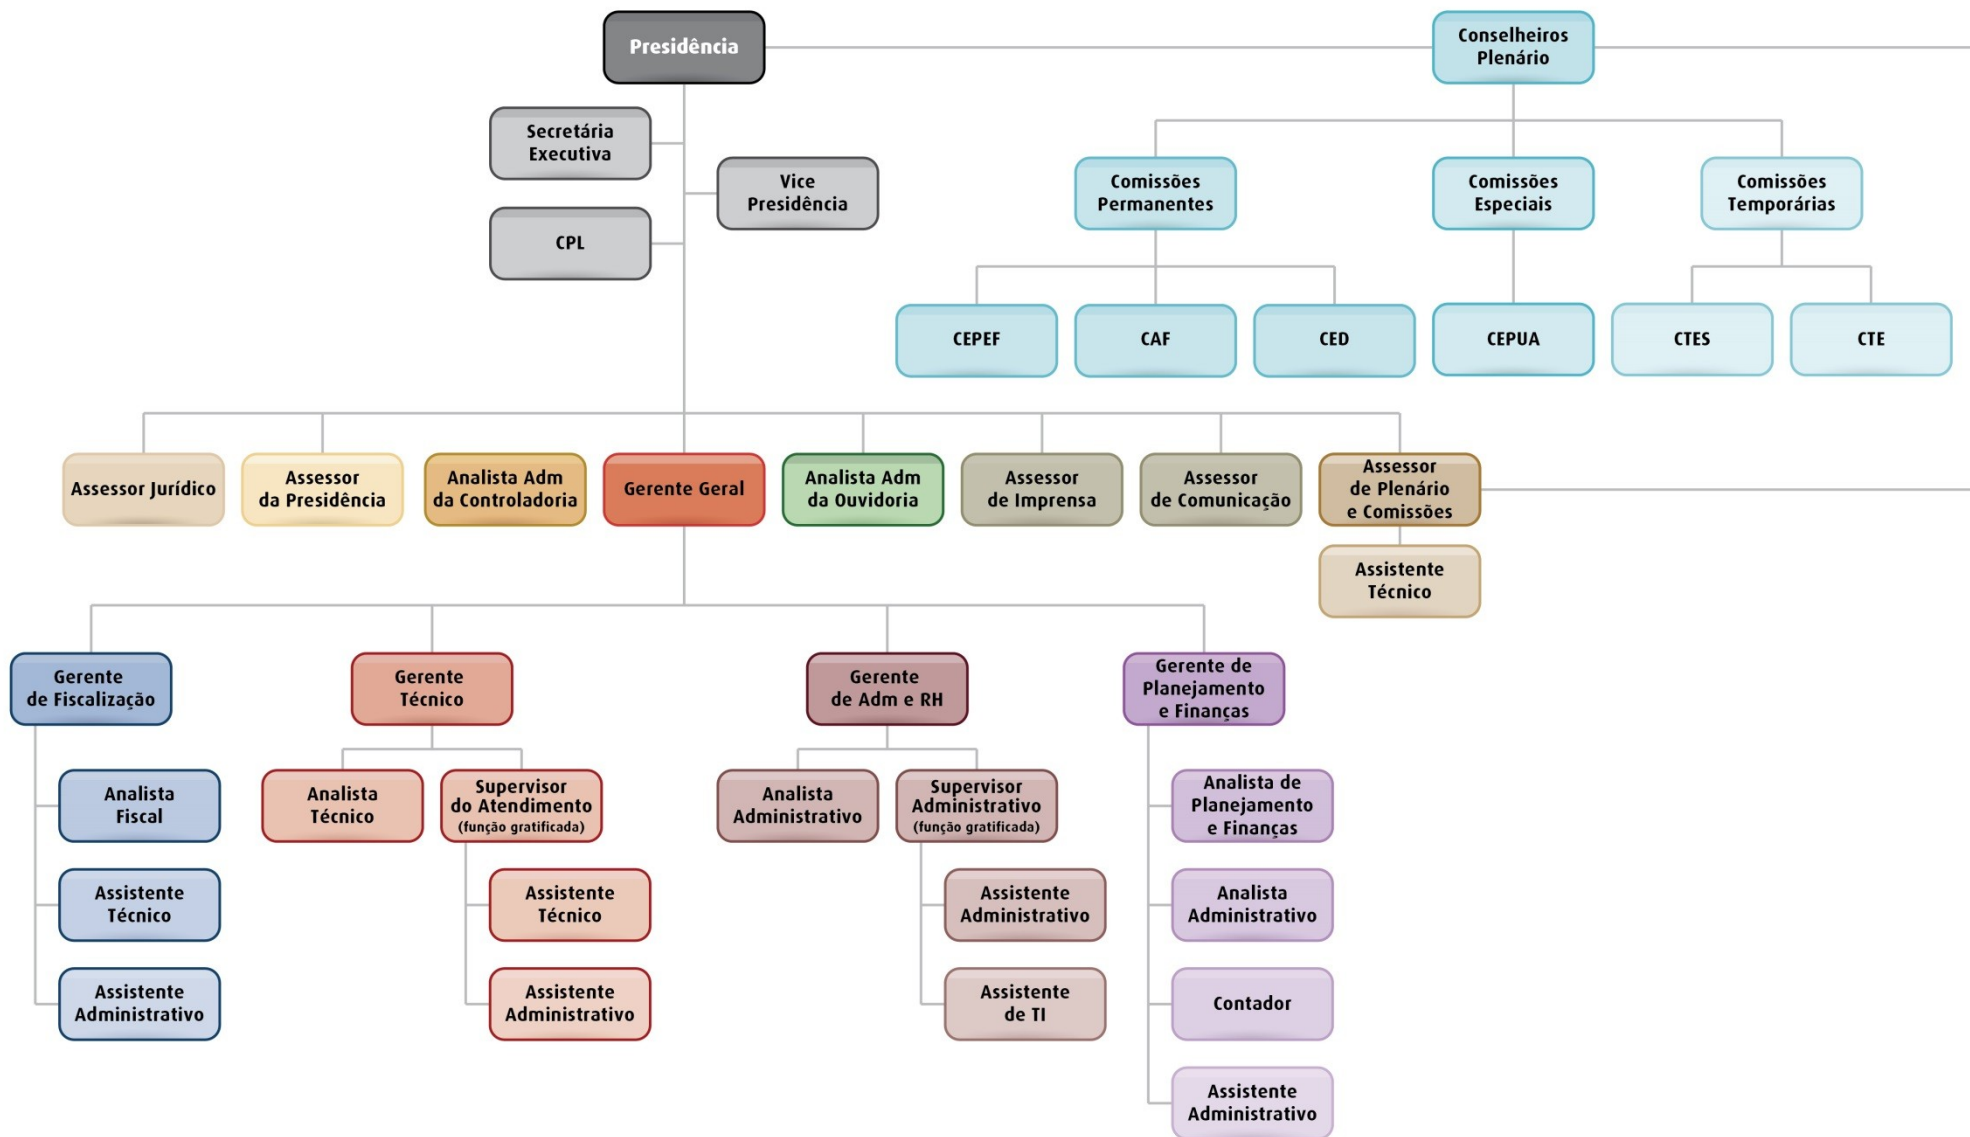 Presidência
Conselheiros
Plenário
Secretária
Executiva
Vice
Presidência
CPL
Comissões
Permanentes
Comissões
Especiais
Comissões
Temporárias
CEPEF
CAF
CED
CEPUA
CTES
CTE
Assessor Jurídico
Assessor
da Presidência
Analista Adm
da Controladoria
Gerente Geral
Analista Adm
da Ouvidoria
Assessor
de Imprensa
Assessor
de Comunicação
Assessor
de Plenário
e Comissões
Assistente
Técnico
Gerente
de Fiscalização
Gerente
Técnico
Gerente
de Adm e RH
Gerente de
Planejamento
e Finanças
Analista
Fiscal
Assistente
Técnico
Assistente
Administrativo
Analista
Técnico
Supervisor
do Atendimento
(função gratificada)
Assistente
Técnico
Assistente
Administrativo
Analista
Administrativo
Supervisor
Administrativo
(função gratificada)
Assistente
Administrativo
Assistente
de TI
Analista de
Planejamento
e Finanças
Analista
Administrativo
Contador
Assistente
Administrativo